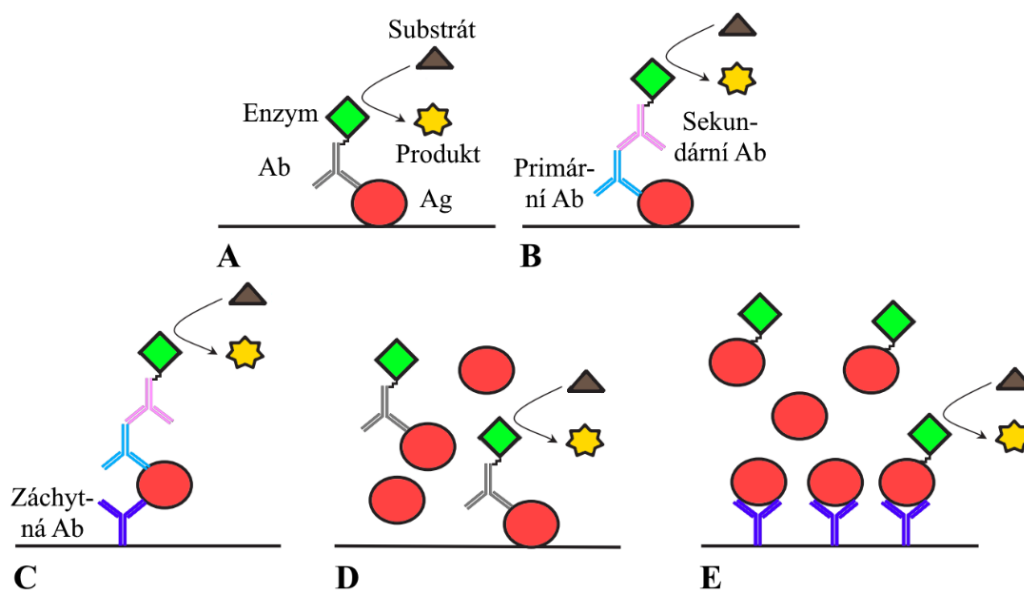 Substrát
Enzym
Produkt
Ab
Ag
A
Sekun-
dární Ab
Primár-
ní Ab
B
Záchyt-
ná Ab
C
D
E